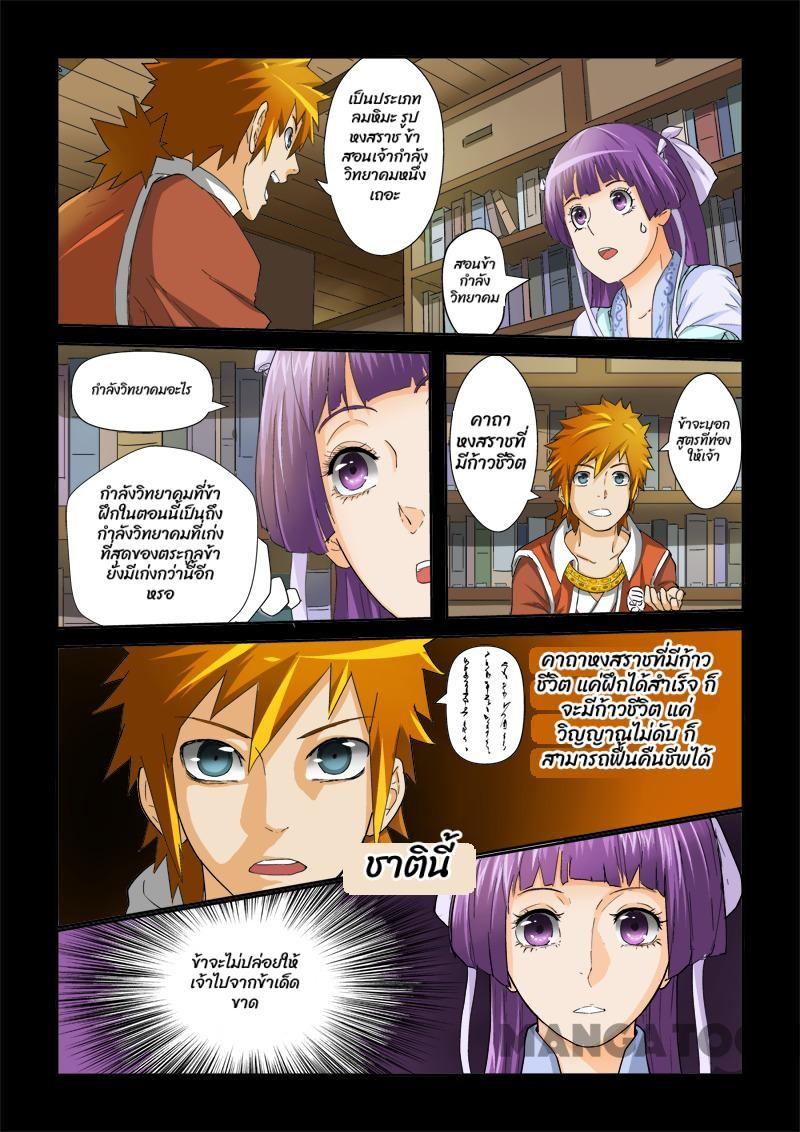 เป็นประเภท
ลมหิมะ รูป
หงสราช ข้า
สอนเจ้ากำลัง
วิทยาคมหนึ่ง
เถอะ
สอนข้า
กำลัง
วิทยาคม
กำลังวิทยาคมอะไร
กำลังวิทยาคมที่ข้า
ฝึกในตอนนี้เป็นถึง
กำลังวิทยาคมที่เก่ง
ที่สุดของตระกูลข้า
ยังมีเก่งกว่านี้อีก
หรอ
คาถา
หงสราชที่
มีก้าวชีวิต
ข้าจะบอก
สูตรที่ท่อง
ให้เจ้า
คาถาหงสราชที่มีก้าว
ชีวิต แค่ฝึกได้สำเร็จ ก็
จะมีก้าวชีวิต แค่
วิญญาณไม่ดับ ก็
สามารถฟื้นคืนชีพได้
ชาตินี้
ข้าจะไม่ปล่อยให้
เจ้าไปจากข้าเด็ด
ขาด
MANGATOON